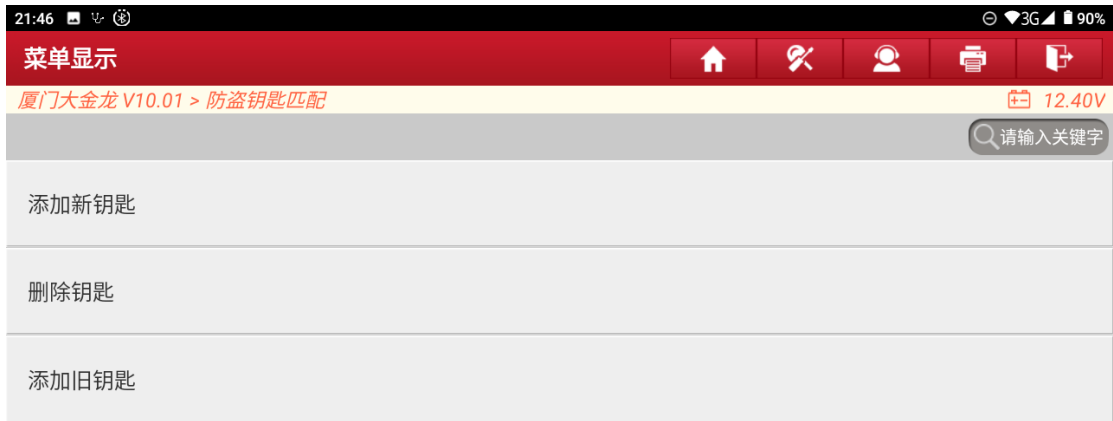 21:46 3G 90%
菜单显示
厦门大金龙 V10.01 > 防盗钥匙匹配 12.40V
请输入关键字
添加新钥匙
删除钥匙
添加旧钥匙